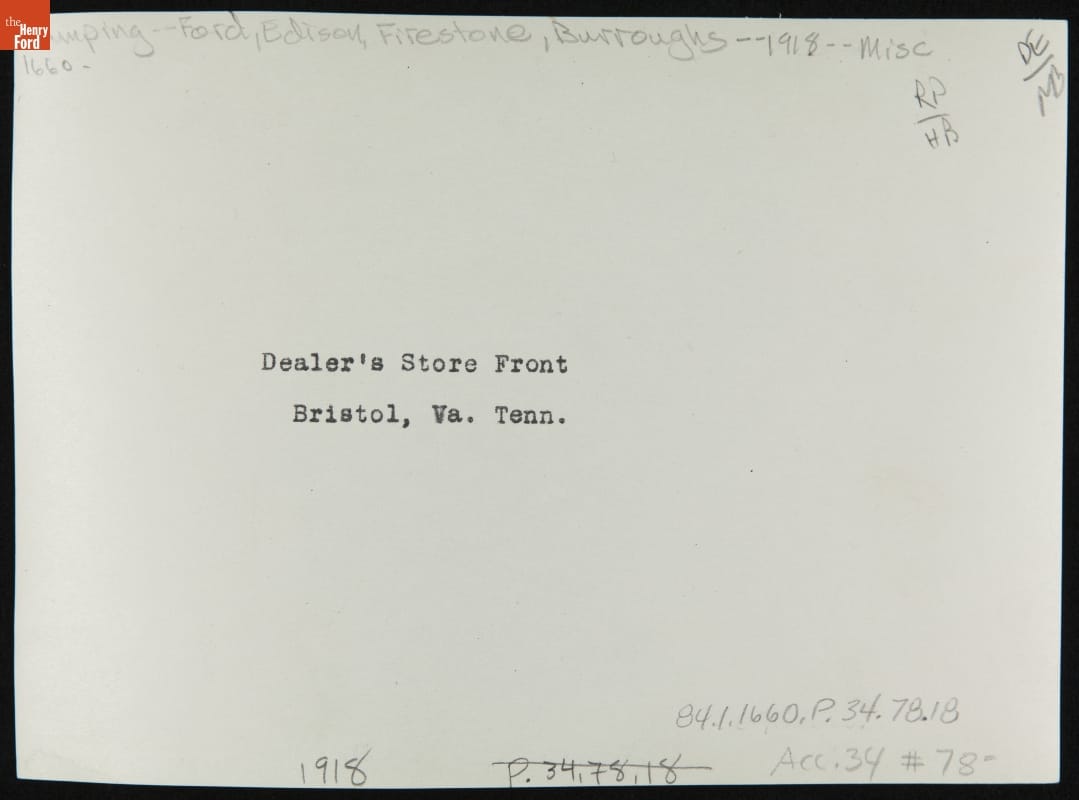 the Henry Ford
Camping--Ford, Edison, Firestone, Burroughs--1918--Misc
1660-
DE/MB
RP/HB
Dealer's Store Front
Bristol, Va. Tenn.
84.1.1660.P.34.78.18
1918
P.34.78.18
Acc.34 #78-